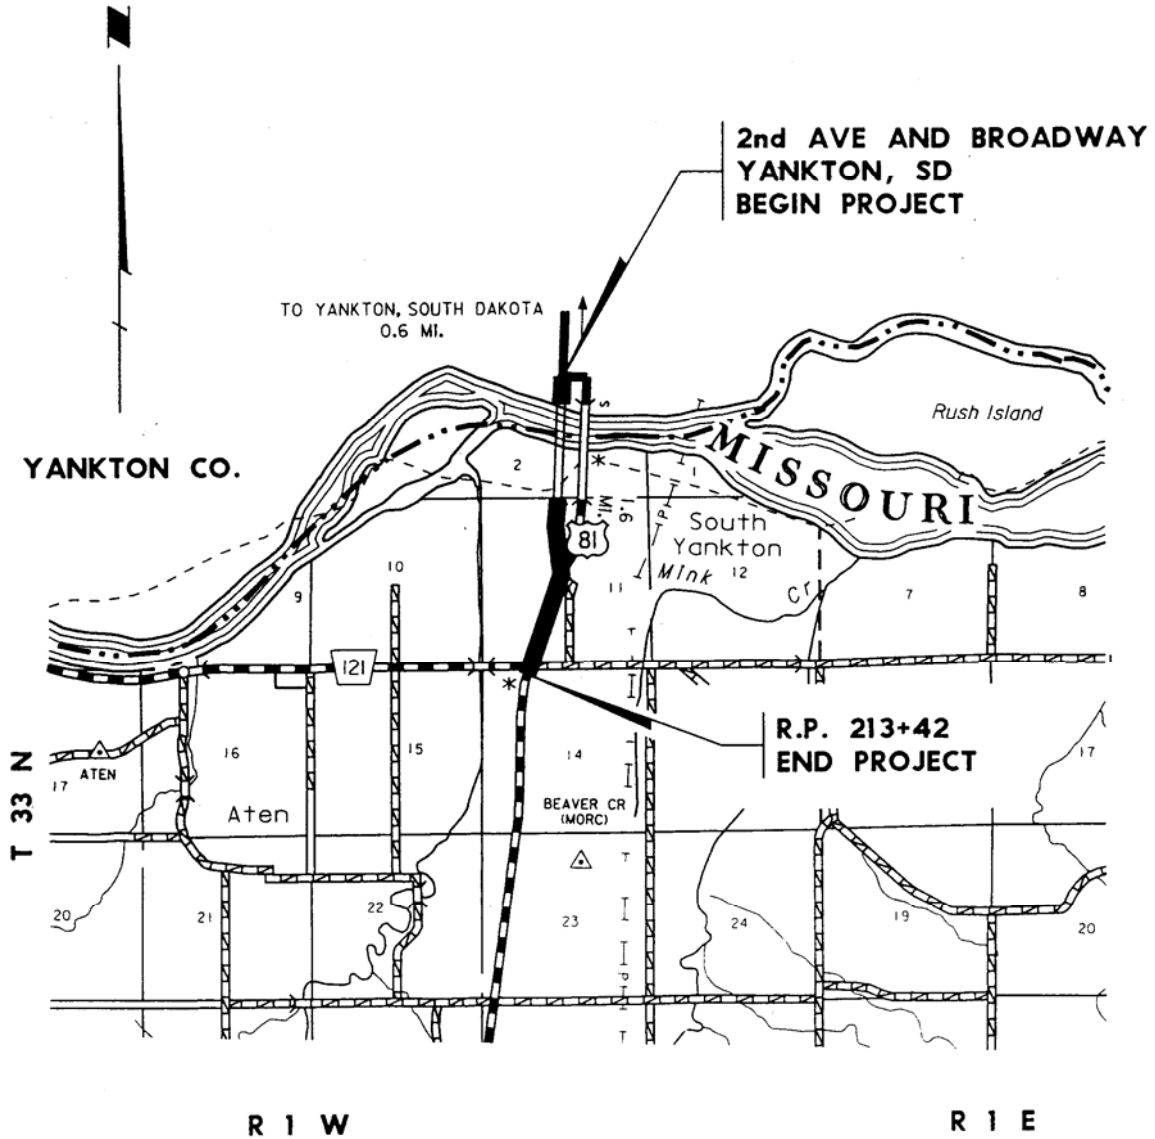 2nd AVE AND BROADWAY
YANKTON, SD
BEGIN PROJECT
TO YANKTON, SOUTH DAKOTA
0.6 MI.
Rush Island
YANKTON CO.
MISSOURI
2
1
S
T
1.6 MI.
81
South
Yankton
Mink Cr.
9
10
11
12
7
8
121
R.P. 213+42
END PROJECT
T 33 N
17
ATEN
16
15
14
17
Aten
BEAVER CR
(MORC)
20
21
22
23
24
19
20
R 1 W
R 1 E